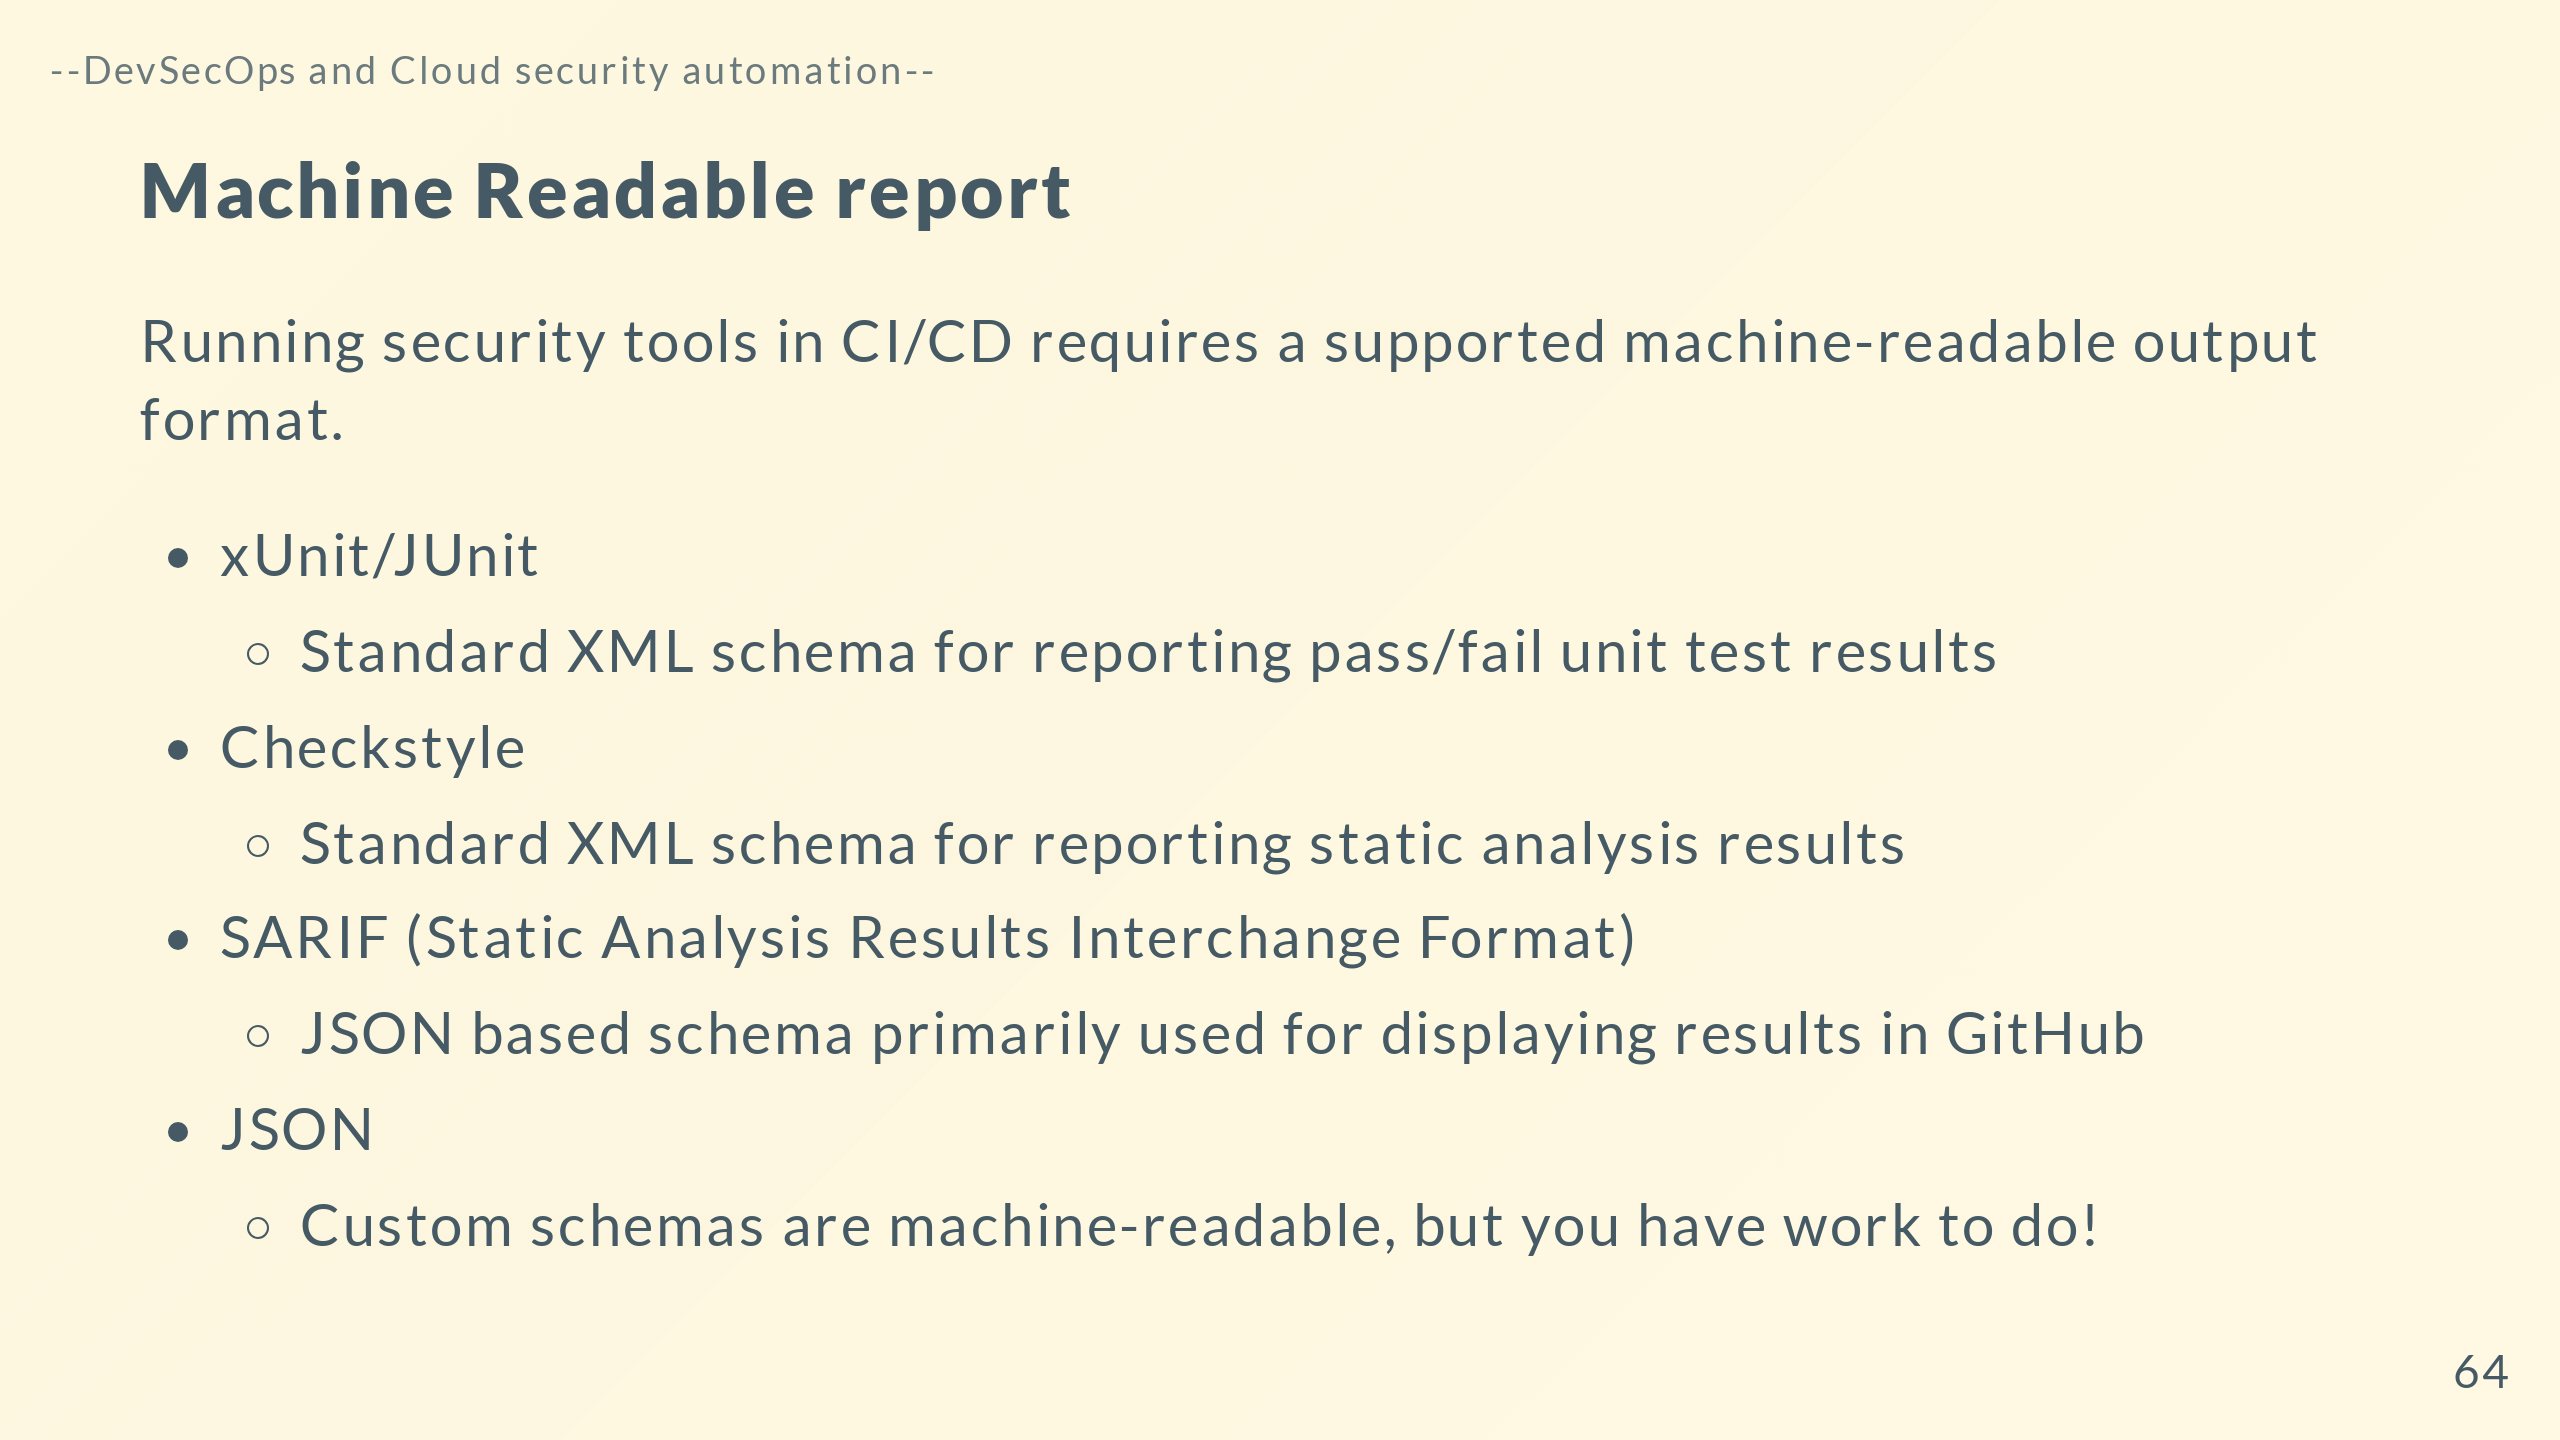 --DevSecOps and Cloud security automation--
Machine Readable report
Running security tools in CI/CD requires a supported machine-readable output
format.
• xUnit/JUnit
○ Standard XML schema for reporting pass/fail unit test results
• Checkstyle
○ Standard XML schema for reporting static analysis results
• SARIF (Static Analysis Results Interchange Format)
○ JSON based schema primarily used for displaying results in GitHub
• JSON
○ Custom schemas are machine-readable, but you have work to do!
64